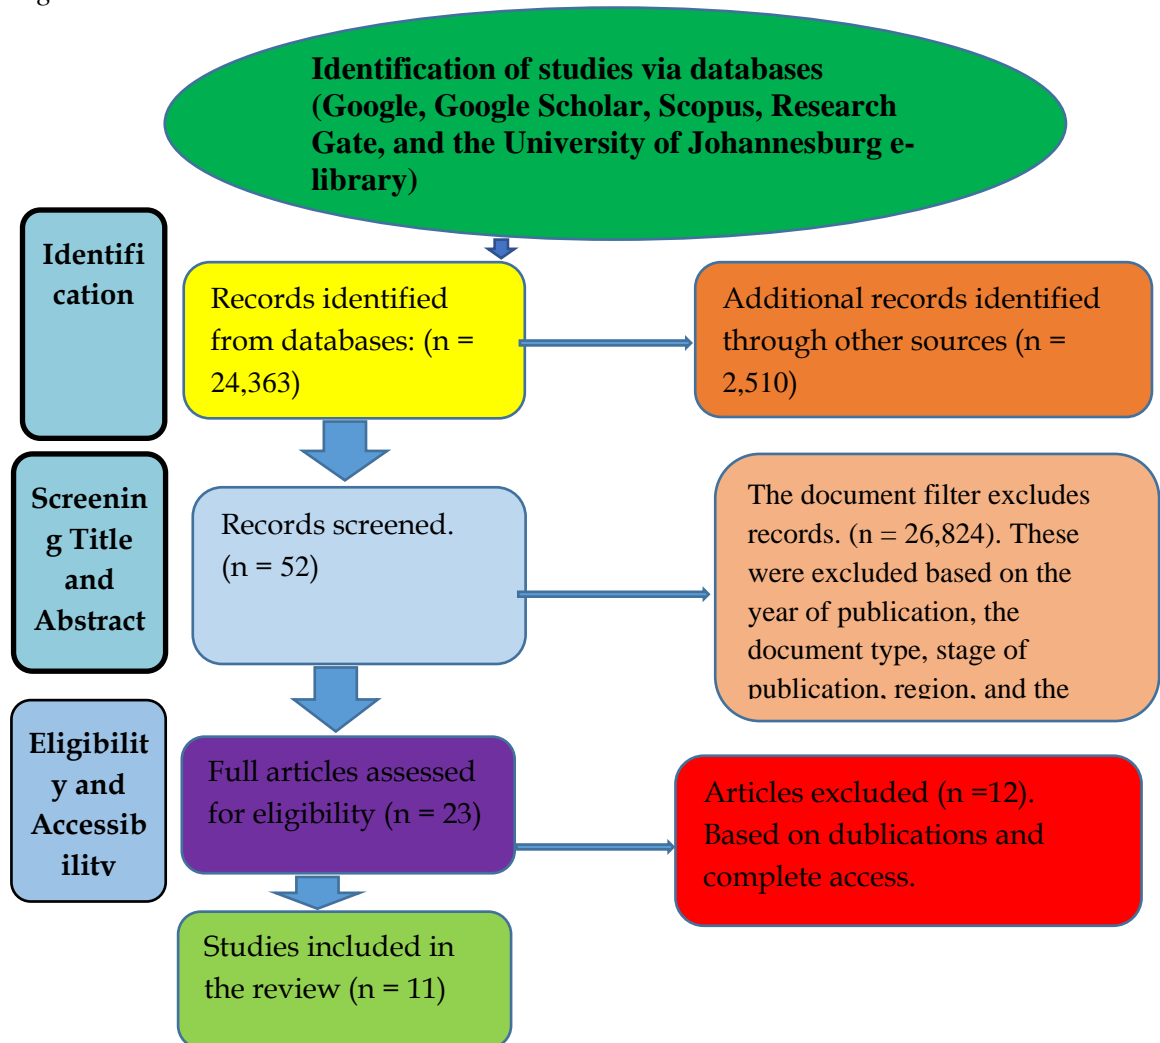 Identification of studies via databases
(Google, Google Scholar, Scopus, Research
Gate, and the University of Johannesburg e-
library)
Identifi
cation
Records identified
from databases: (n =
24,363)
Additional records identified
through other sources (n =
2,510)
Screenin
g Title
and
Abstract
Records screened.
(n = 52)
The document filter excludes
records. (n = 26,824). These
were excluded based on the
year of publication, the
document type, stage of
publication, region, and the
Eligibilit
y and
Accessib
ility
Full articles assessed
for eligibility (n = 23)
Articles excluded (n =12).
Based on dublications and
complete access.
Studies included in
the review (n = 11)